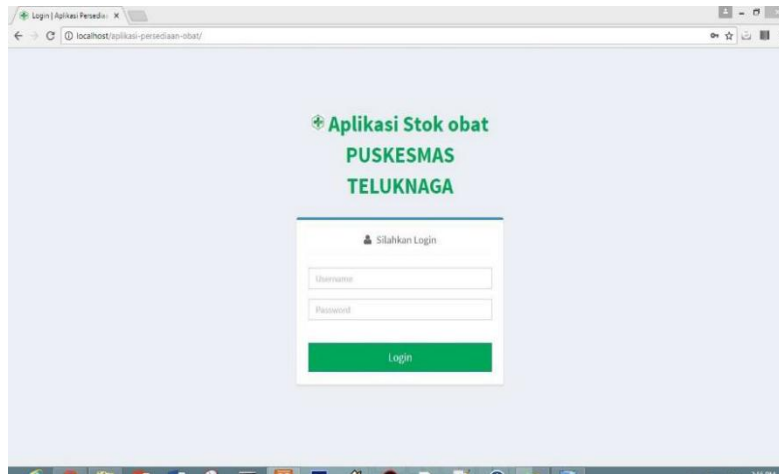 Login | Aplikasi Persedia
localhost/aplikasi-persediaan-obat/
Aplikasi Stok obat
PUSKESMAS
TELUKNAGA
Silahkan Login
Username
Password
Login